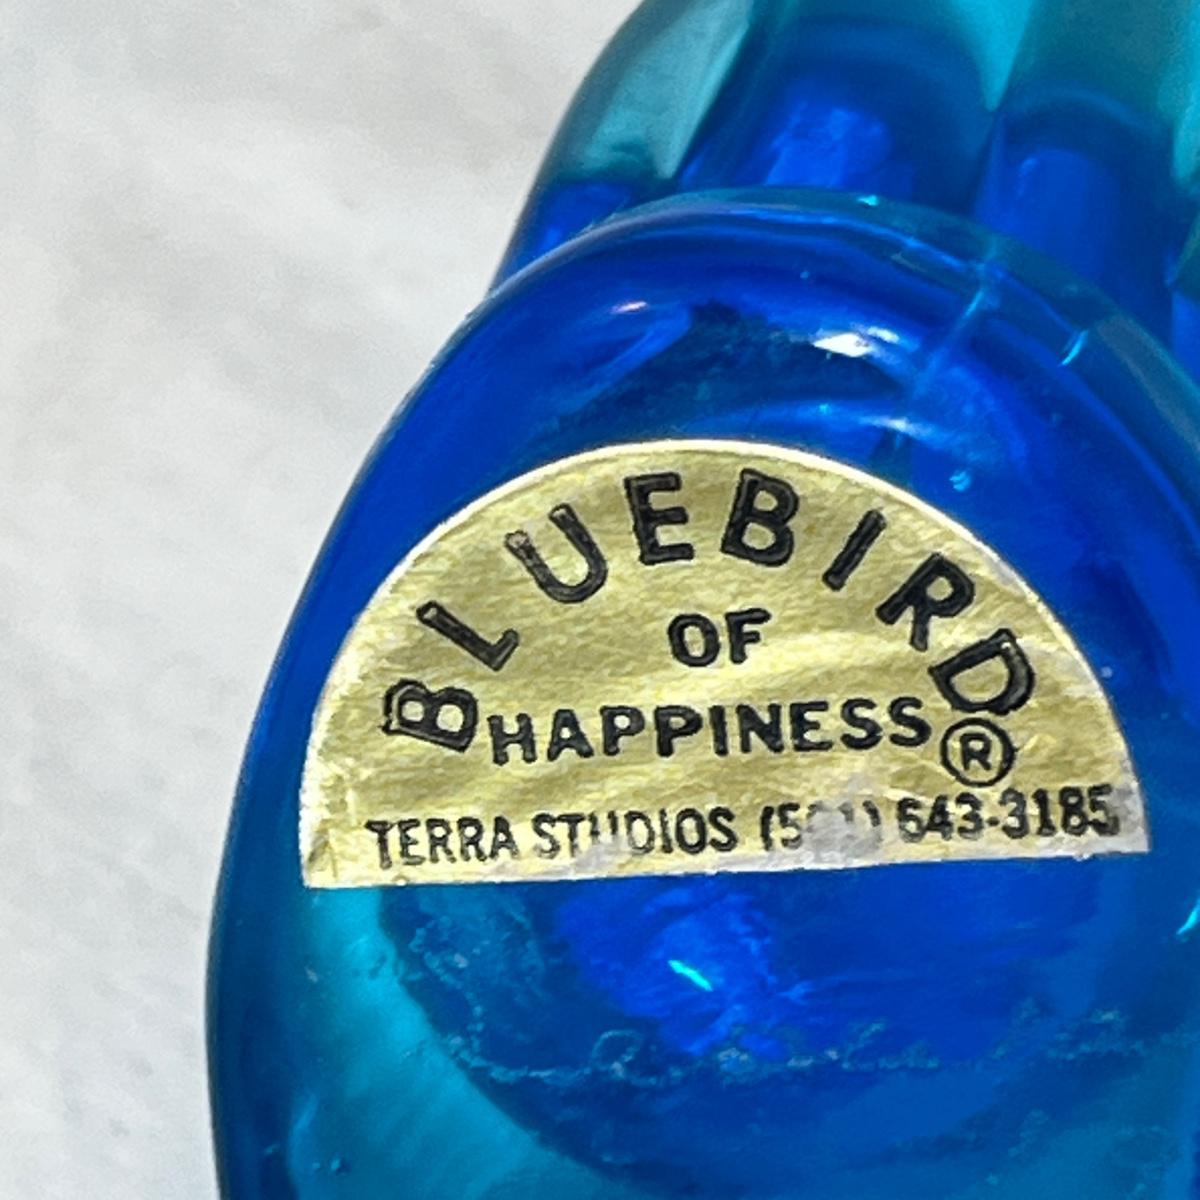 BLUEBIRD
OF
HAPPINESS®
TERRA STUDIOS 643-3185